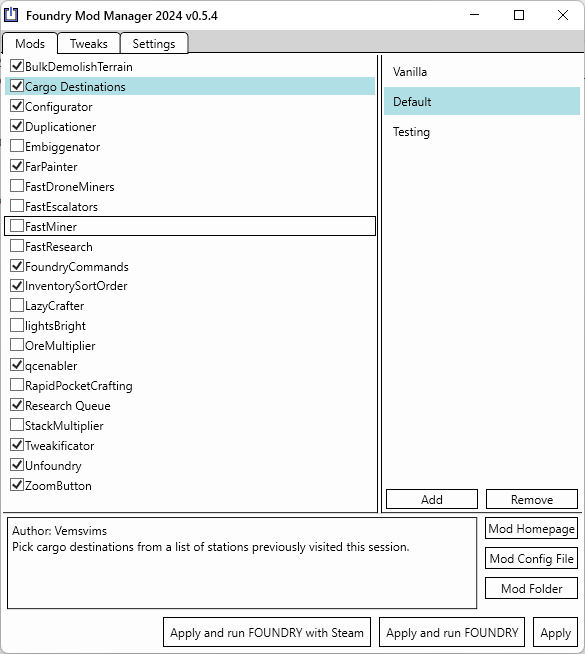 Foundry Mod Manager 2024 v0.5.4
Mods
Tweaks
Settings
BulkDemolishTerrain
Cargo Destinations
Configurator
Duplicationer
Embiggenator
FarPainter
FastDroneMiners
FastEscalators
FastMiner
FastResearch
FoundryCommands
InventorySortOrder
LazyCrafter
lightsBright
OreMultiplier
qcenabler
RapidPocketCrafting
Research Queue
StackMultiplier
Tweakificator
Unfoundry
ZoomButton
Vanilla
Default
Testing
Add
Remove
Author: Vemsvims
Pick cargo destinations from a list of stations previously visited this session.
Mod Homepage
Mod Config File
Mod Folder
Apply and run FOUNDRY with Steam
Apply and run FOUNDRY
Apply